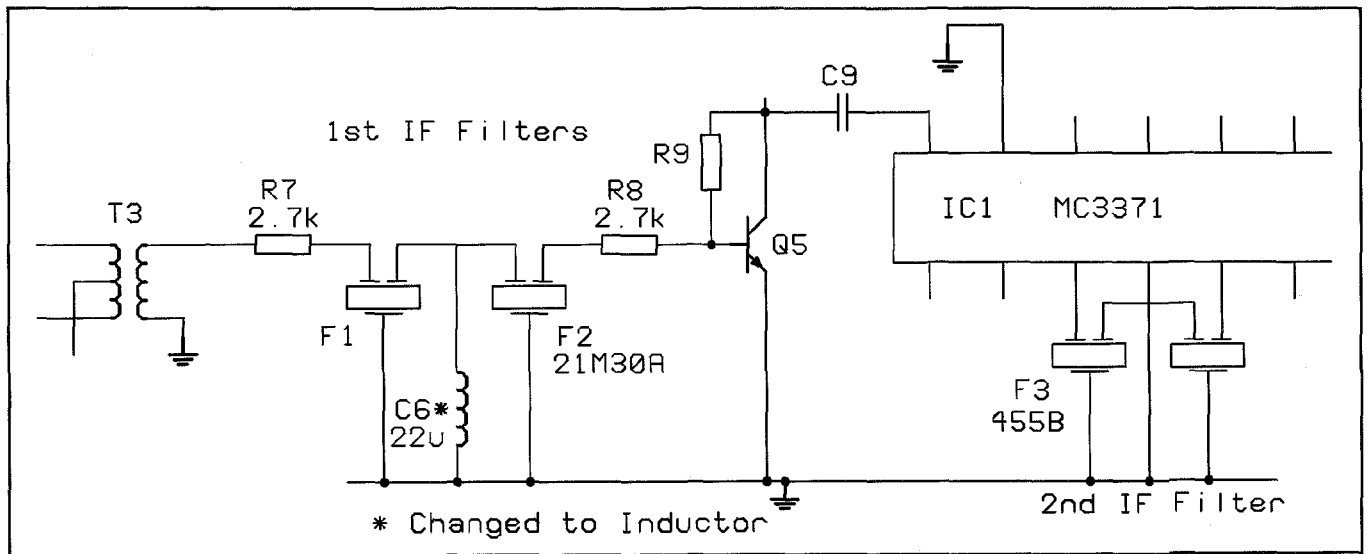 C9
1st IF Filters
R9
R7
2.7k
R8
2.7k
T3
IC1 MC3371
Q5
F1
F2
21M30A
C6*
22u
F3
455B
2nd IF Filter
* Changed to Inductor